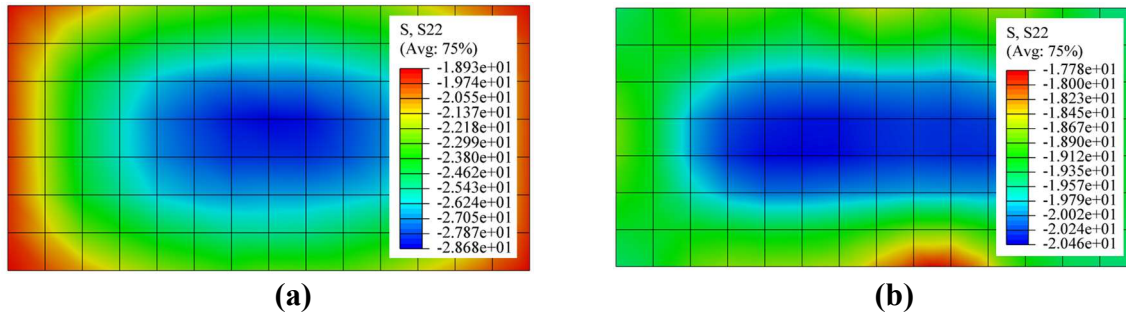 S, S22
(Avg: 75%)
-1.893e+01
-1.974e+01
-2.055e+01
-2.137e+01
-2.218e+01
-2.299e+01
-2.380e+01
-2.462e+01
-2.543e+01
-2.624e+01
-2.705e+01
-2.787e+01
-2.868e+01
(a)
S, S22
(Avg: 75%)
-1.778e+01
-1.800e+01
-1.823e+01
-1.845e+01
-1.867e+01
-1.890e+01
-1.912e+01
-1.935e+01
-1.957e+01
-1.979e+01
-2.002e+01
-2.024e+01
-2.046e+01
(b)